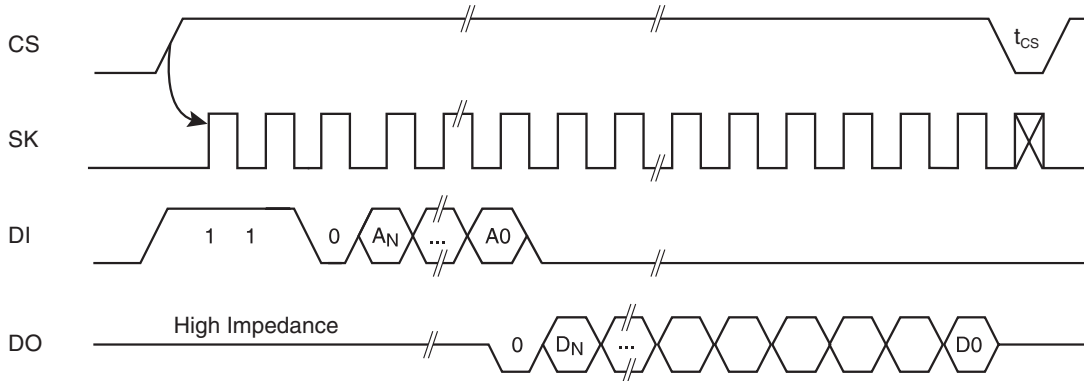 CS
tCS
SK
DI
1 1 0 AN ... A0
High Impedance
DO
0 DN ... D0